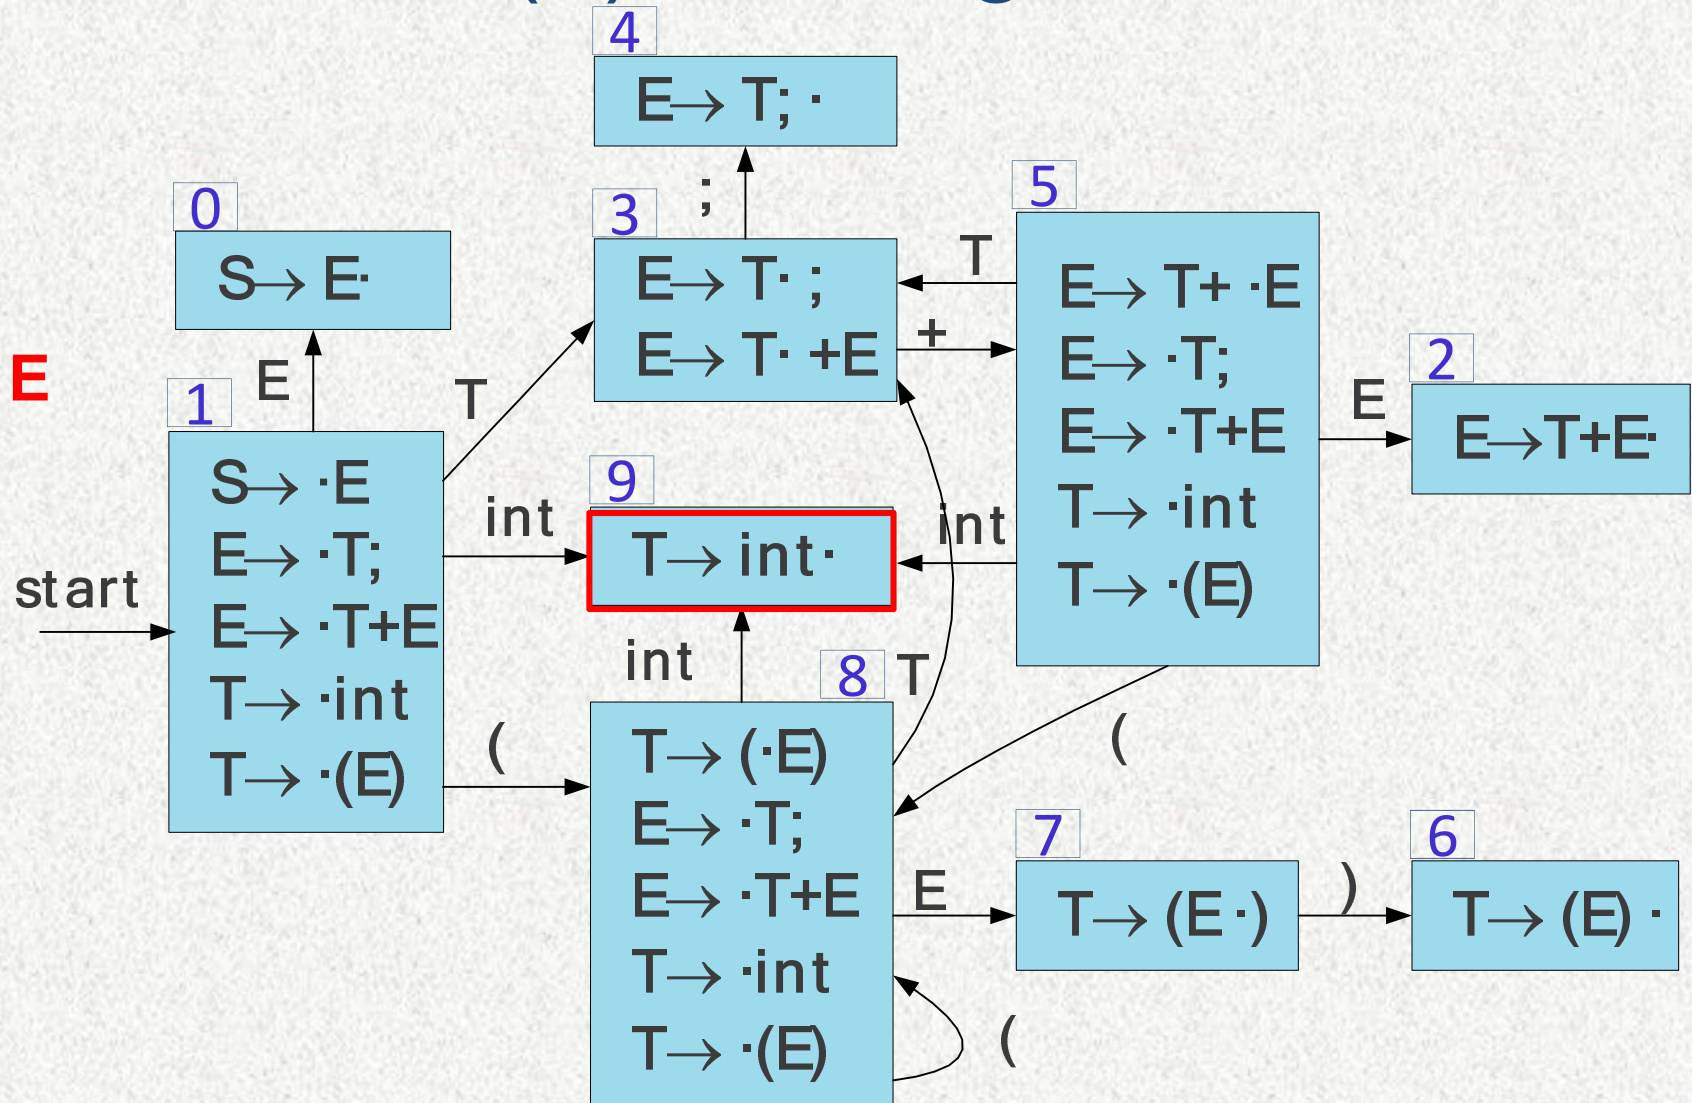 4
E→ T; ·
0
S→ E·
;
3
E→ T· ;
E→ T· +E
5
E→ T+ ·E
E→ ·T;
E→ ·T+E
T→ ·int
T→ ·(E)
T
+
E
2
E→T+E·
E
E
T
1
S→ ·E
E→ ·T;
E→ ·T+E
T→ ·int
T→ ·(E)
start
int
9
T→ int·
int
int
8
T
(
(
T→ (·E)
E→ ·T;
E→ ·T+E
T→ ·int
T→ ·(E)
E
7
T→ (E ·)
)
6
T→ (E) ·
(